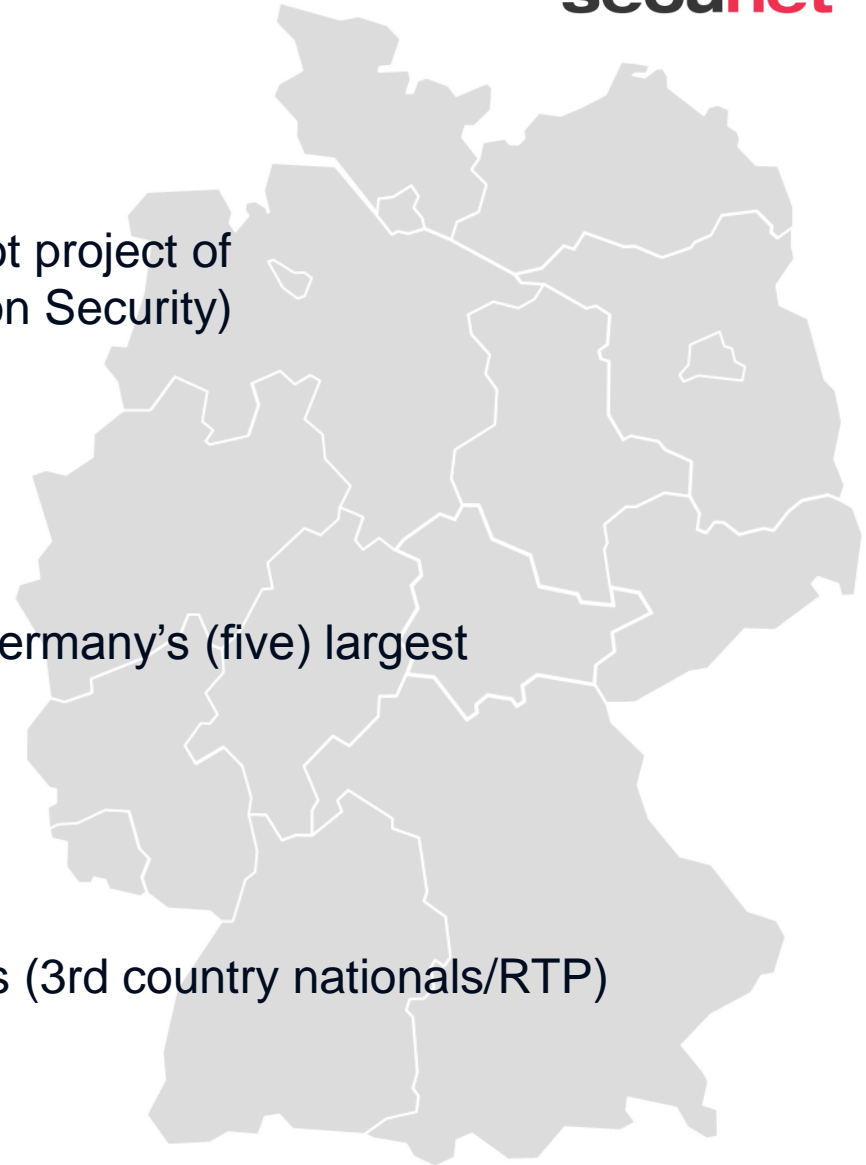 secunet
ot project of
on Security)
ermany’s (five) largest
s (3rd country nationals/RTP)